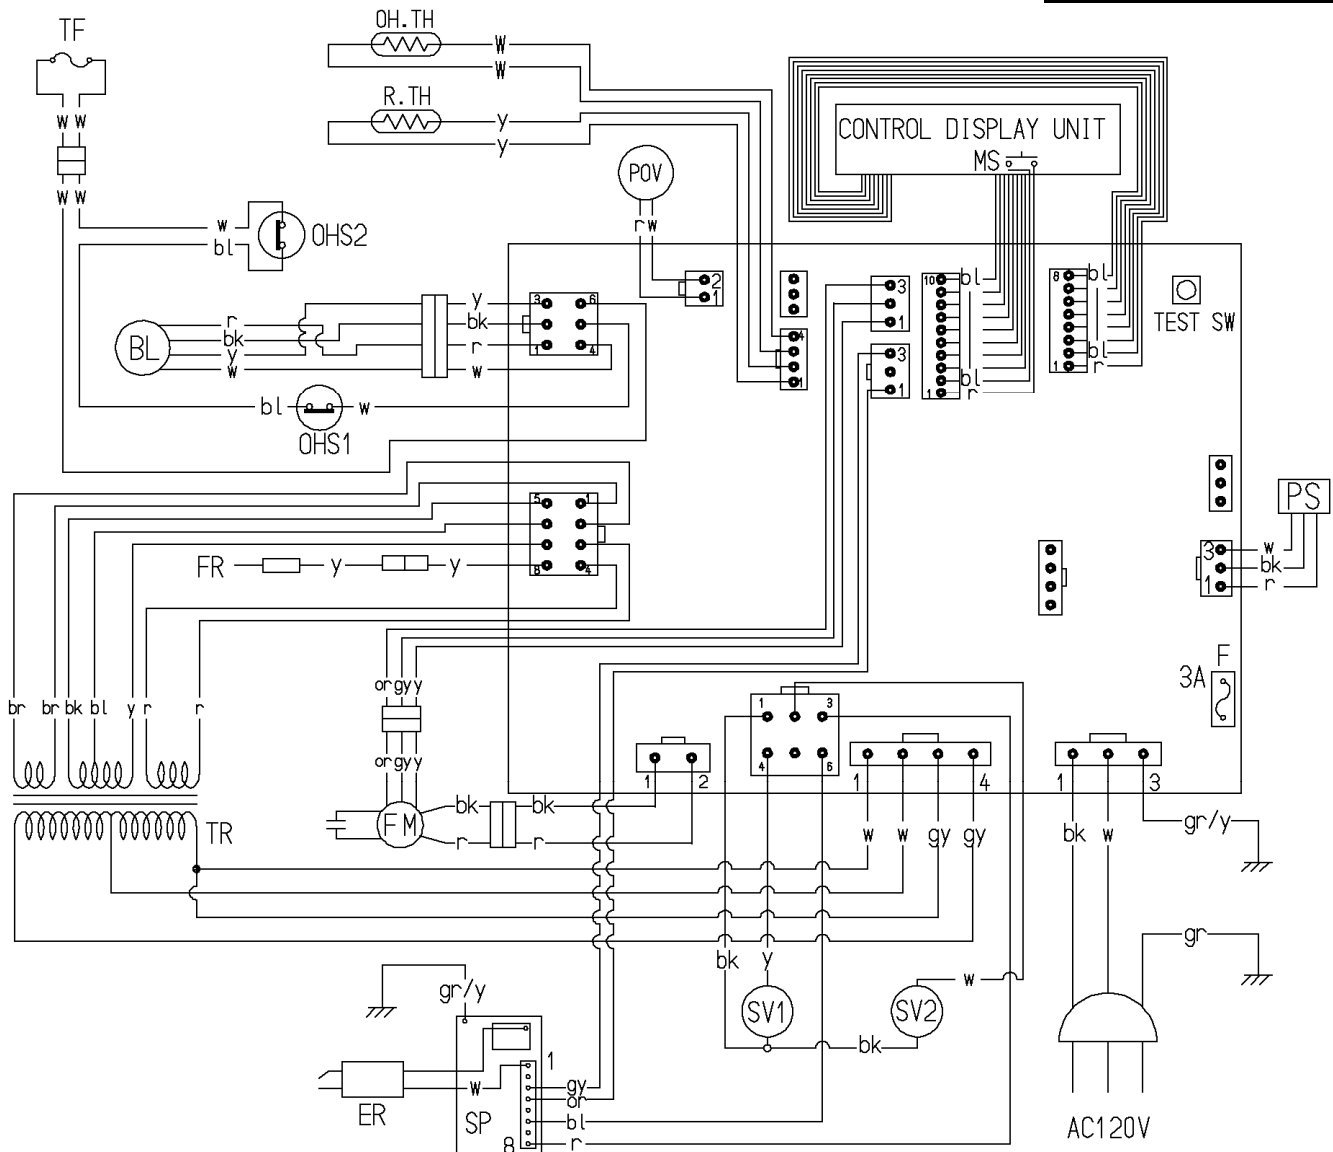 TF
OH.TH
W
W
R.TH
y
y
CONTROL DISPLAY UNIT
MS
POV
r w
W W
W W
w
bl
OHS2
2
1
3
1
3
1
4
1
10
bl
bl
1
r
8
bl
bl
1
r
TEST SW
BL
r
bk
y
w
y
bk
r
w
3
6
1
4
bl
w
OHS1
5
1
8
4
FR
y
y
PS
3
1
w
bk
r
F
3A
br
br
bk
bl
y
r
r
or gy y
or gy y
TR
FM
bk
bk
r
r
1
2
1
3
4
6
1
4
1
3
w
w
gy
gy
bk
w
gr/y
gr
bk
y
w
SV1
SV2
bk
gr/y
ER
w
SP
1
8
gy
or
bl
r
AC120V